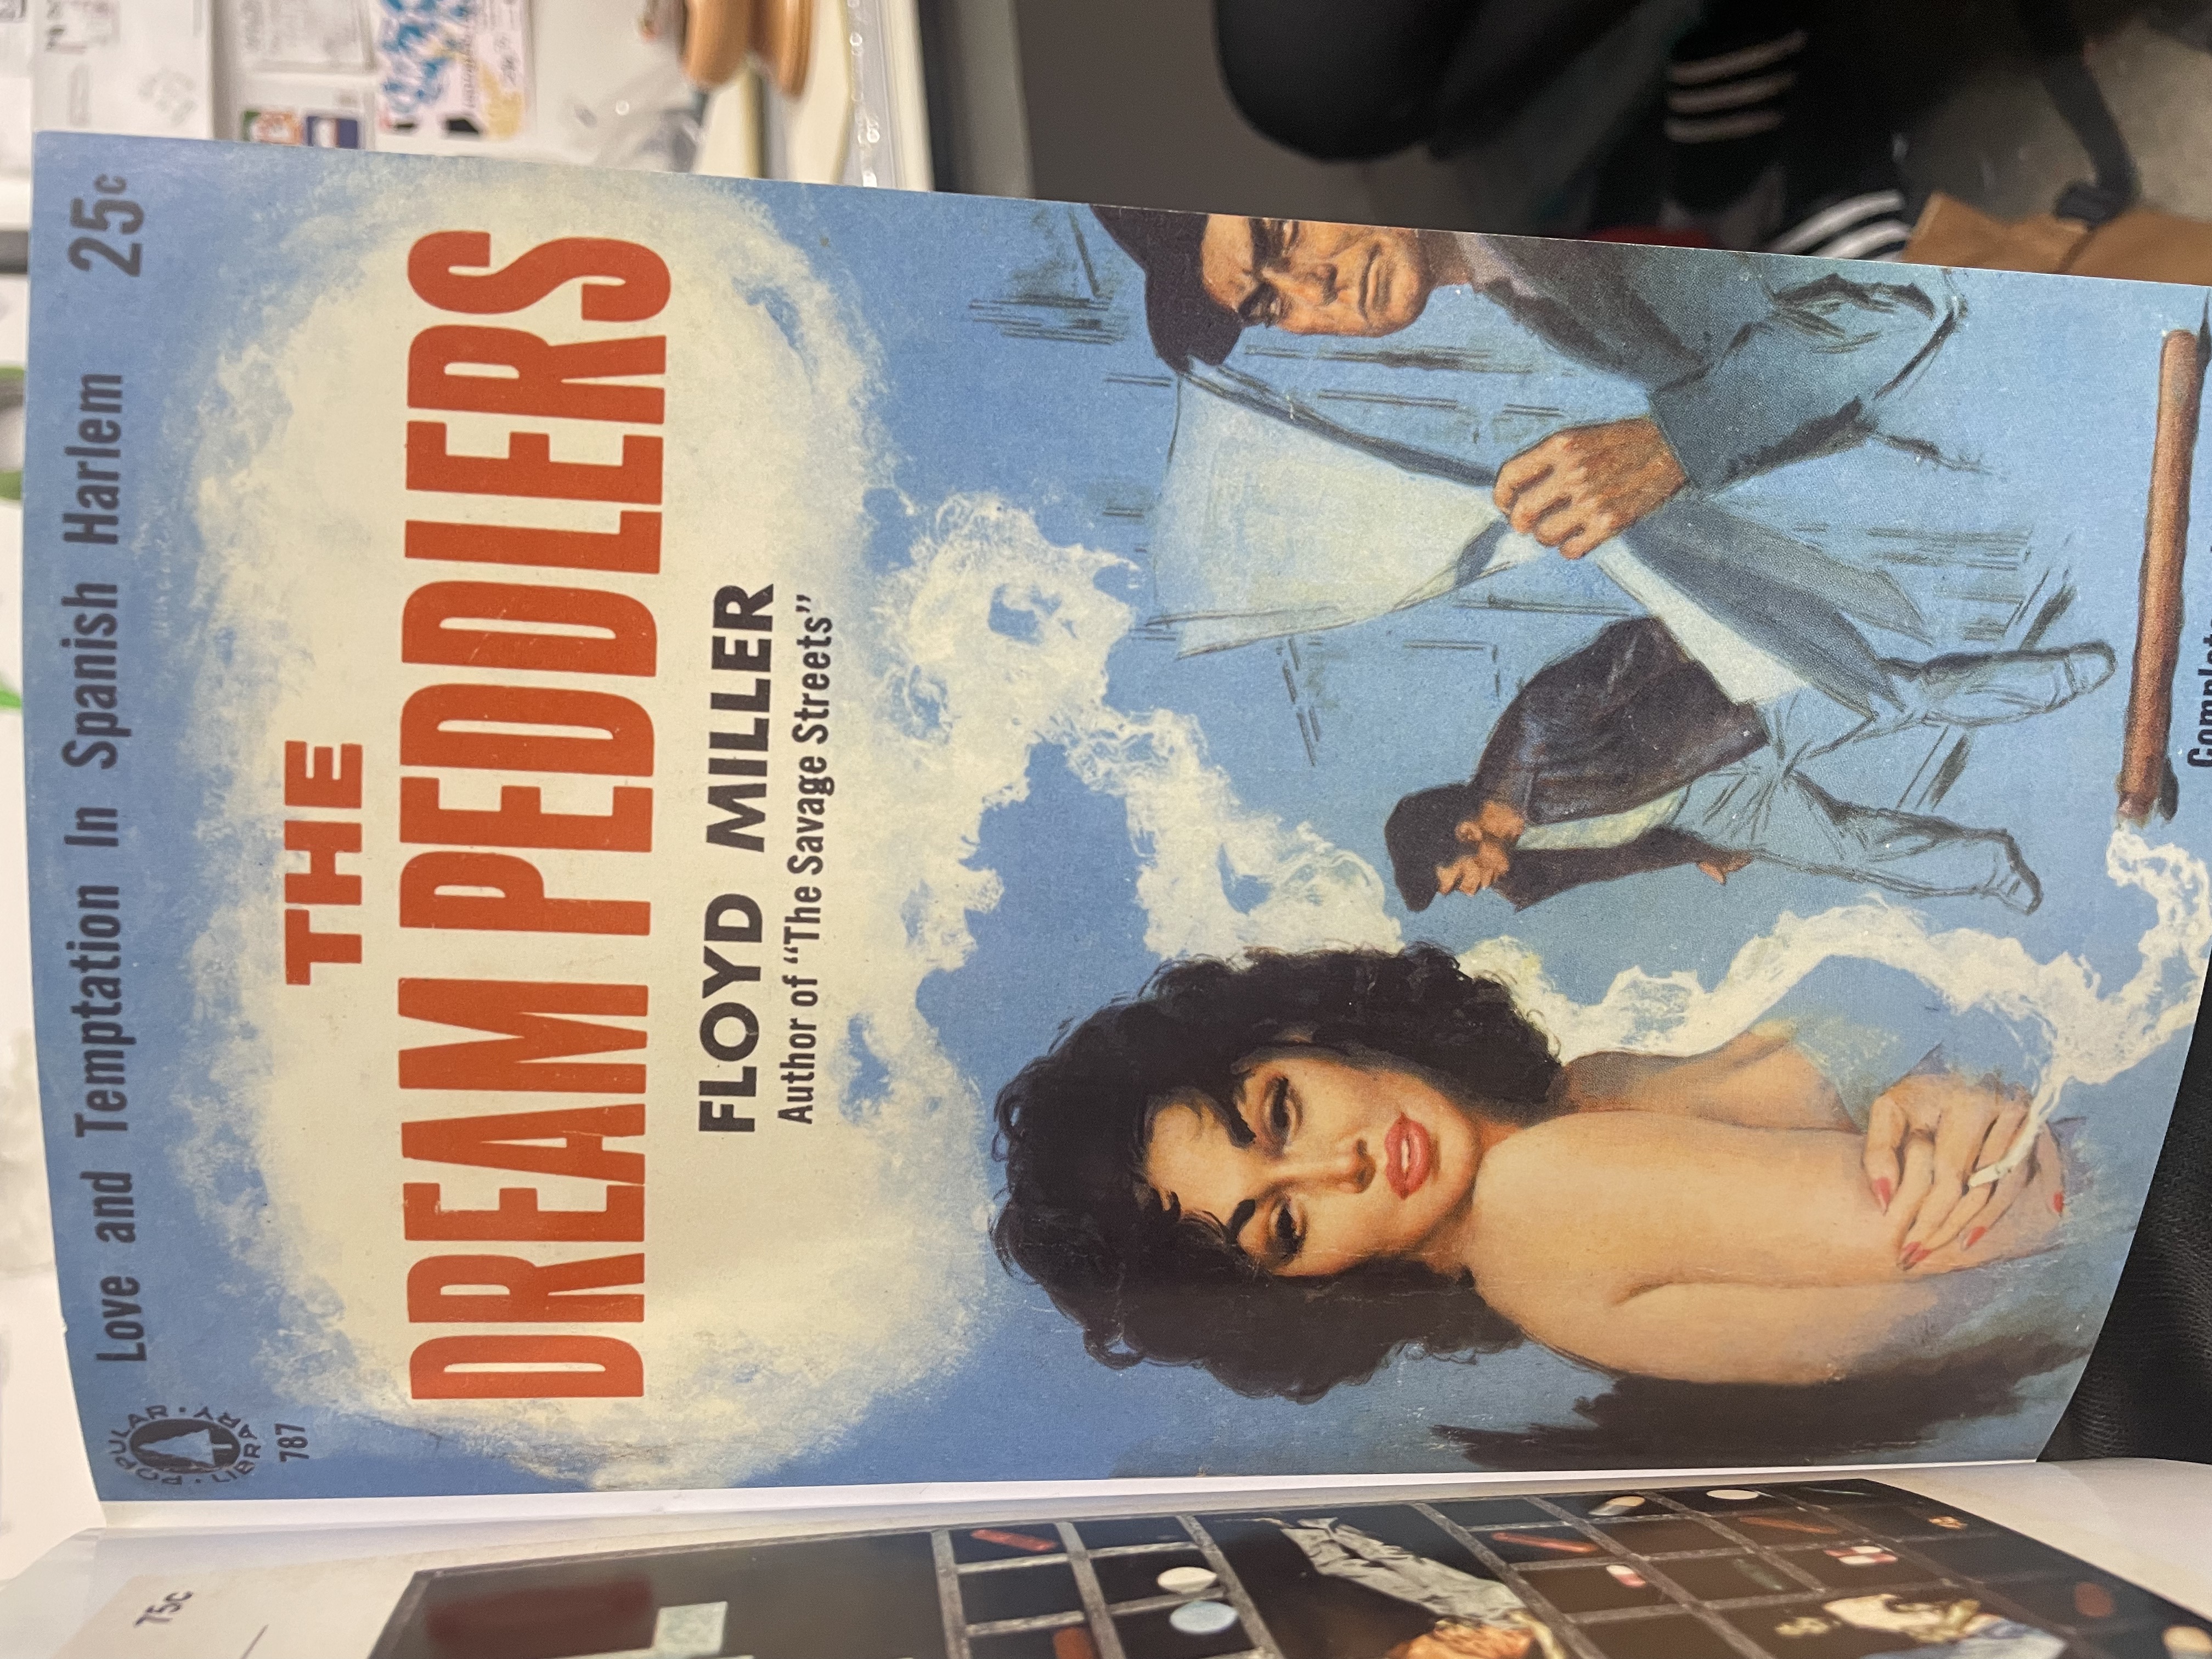 75c
Love and Temptation In Spanish Harlem
25c
POPULAR
LIBRARY
787
THE
DREAM PEDDLERS
FLOYD MILLER
Author of "The Savage Streets"